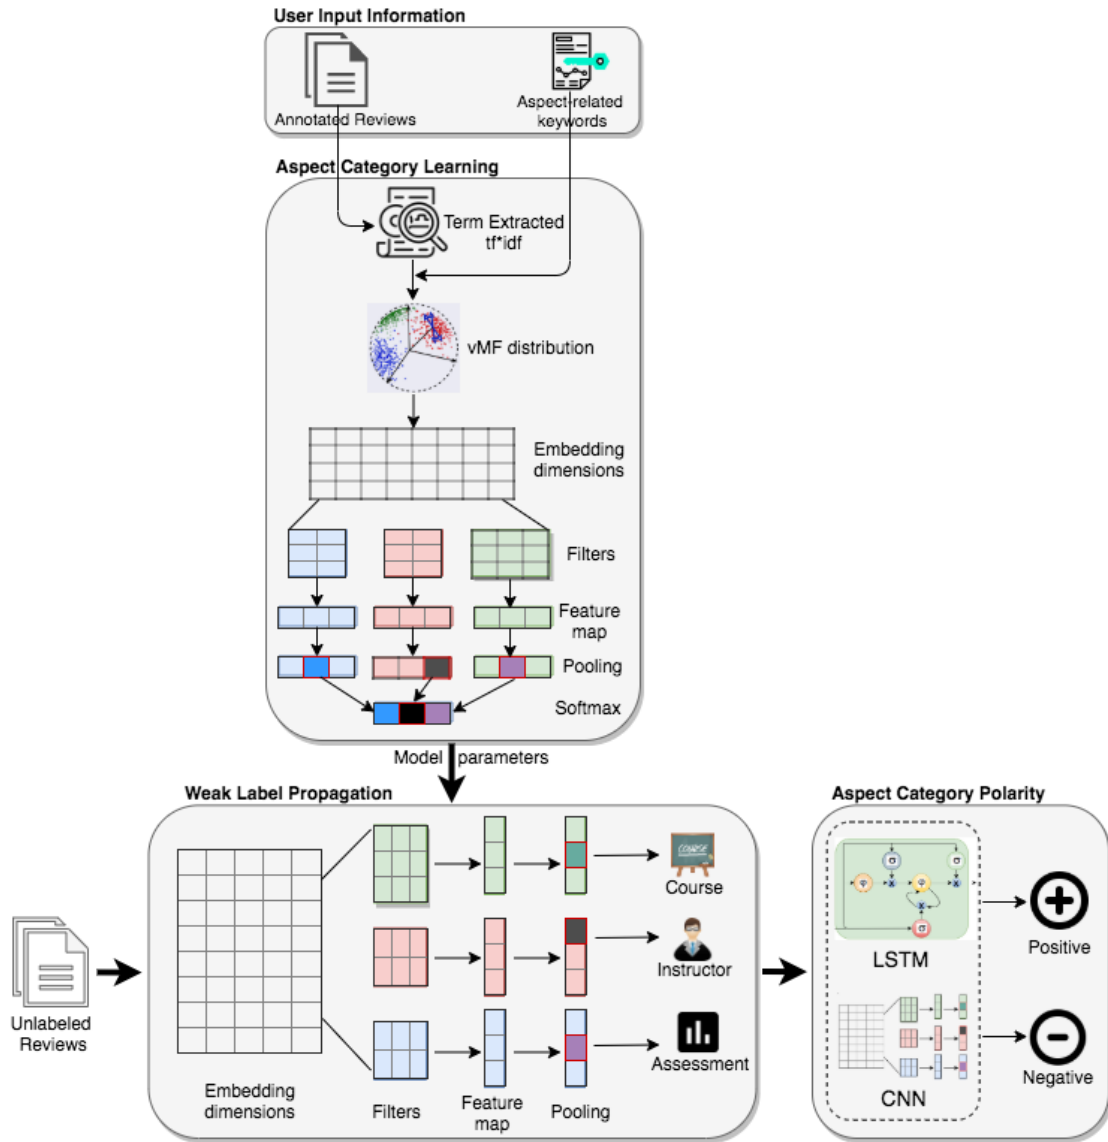 User Input Information
Annotated Reviews
Aspect-related
keywords
Aspect Category Learning
Term Extracted
tf*idf
vMF distribution
Embedding
dimensions
Filters
Feature
map
Pooling
Softmax
Model parameters
Weak Label Propagation
Unlabeled
Reviews
Embedding
dimensions
Filters
Feature
map
Pooling
COURSE
Course
Instructor
Assessment
Aspect Category Polarity
LSTM
CNN
Positive
Negative